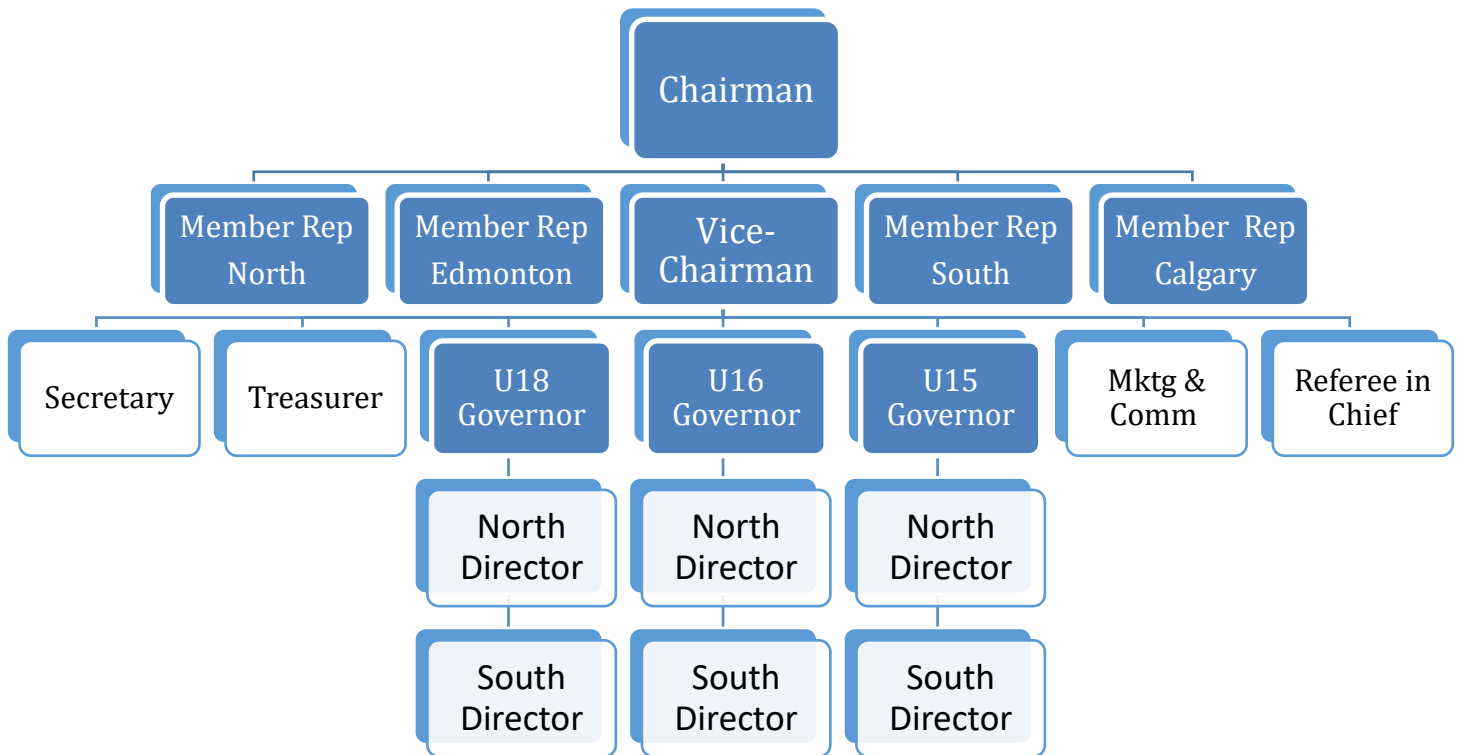 Chairman
Member Rep
North
Member Rep
Edmonton
Vice-
Chairman
Member Rep
South
Member Rep
Calgary
Secretary
Treasurer
U18
Governor
U16
Governor
U15
Governor
Mktg &
Comm
Referee in
Chief
North
Director
North
Director
North
Director
South
Director
South
Director
South
Director